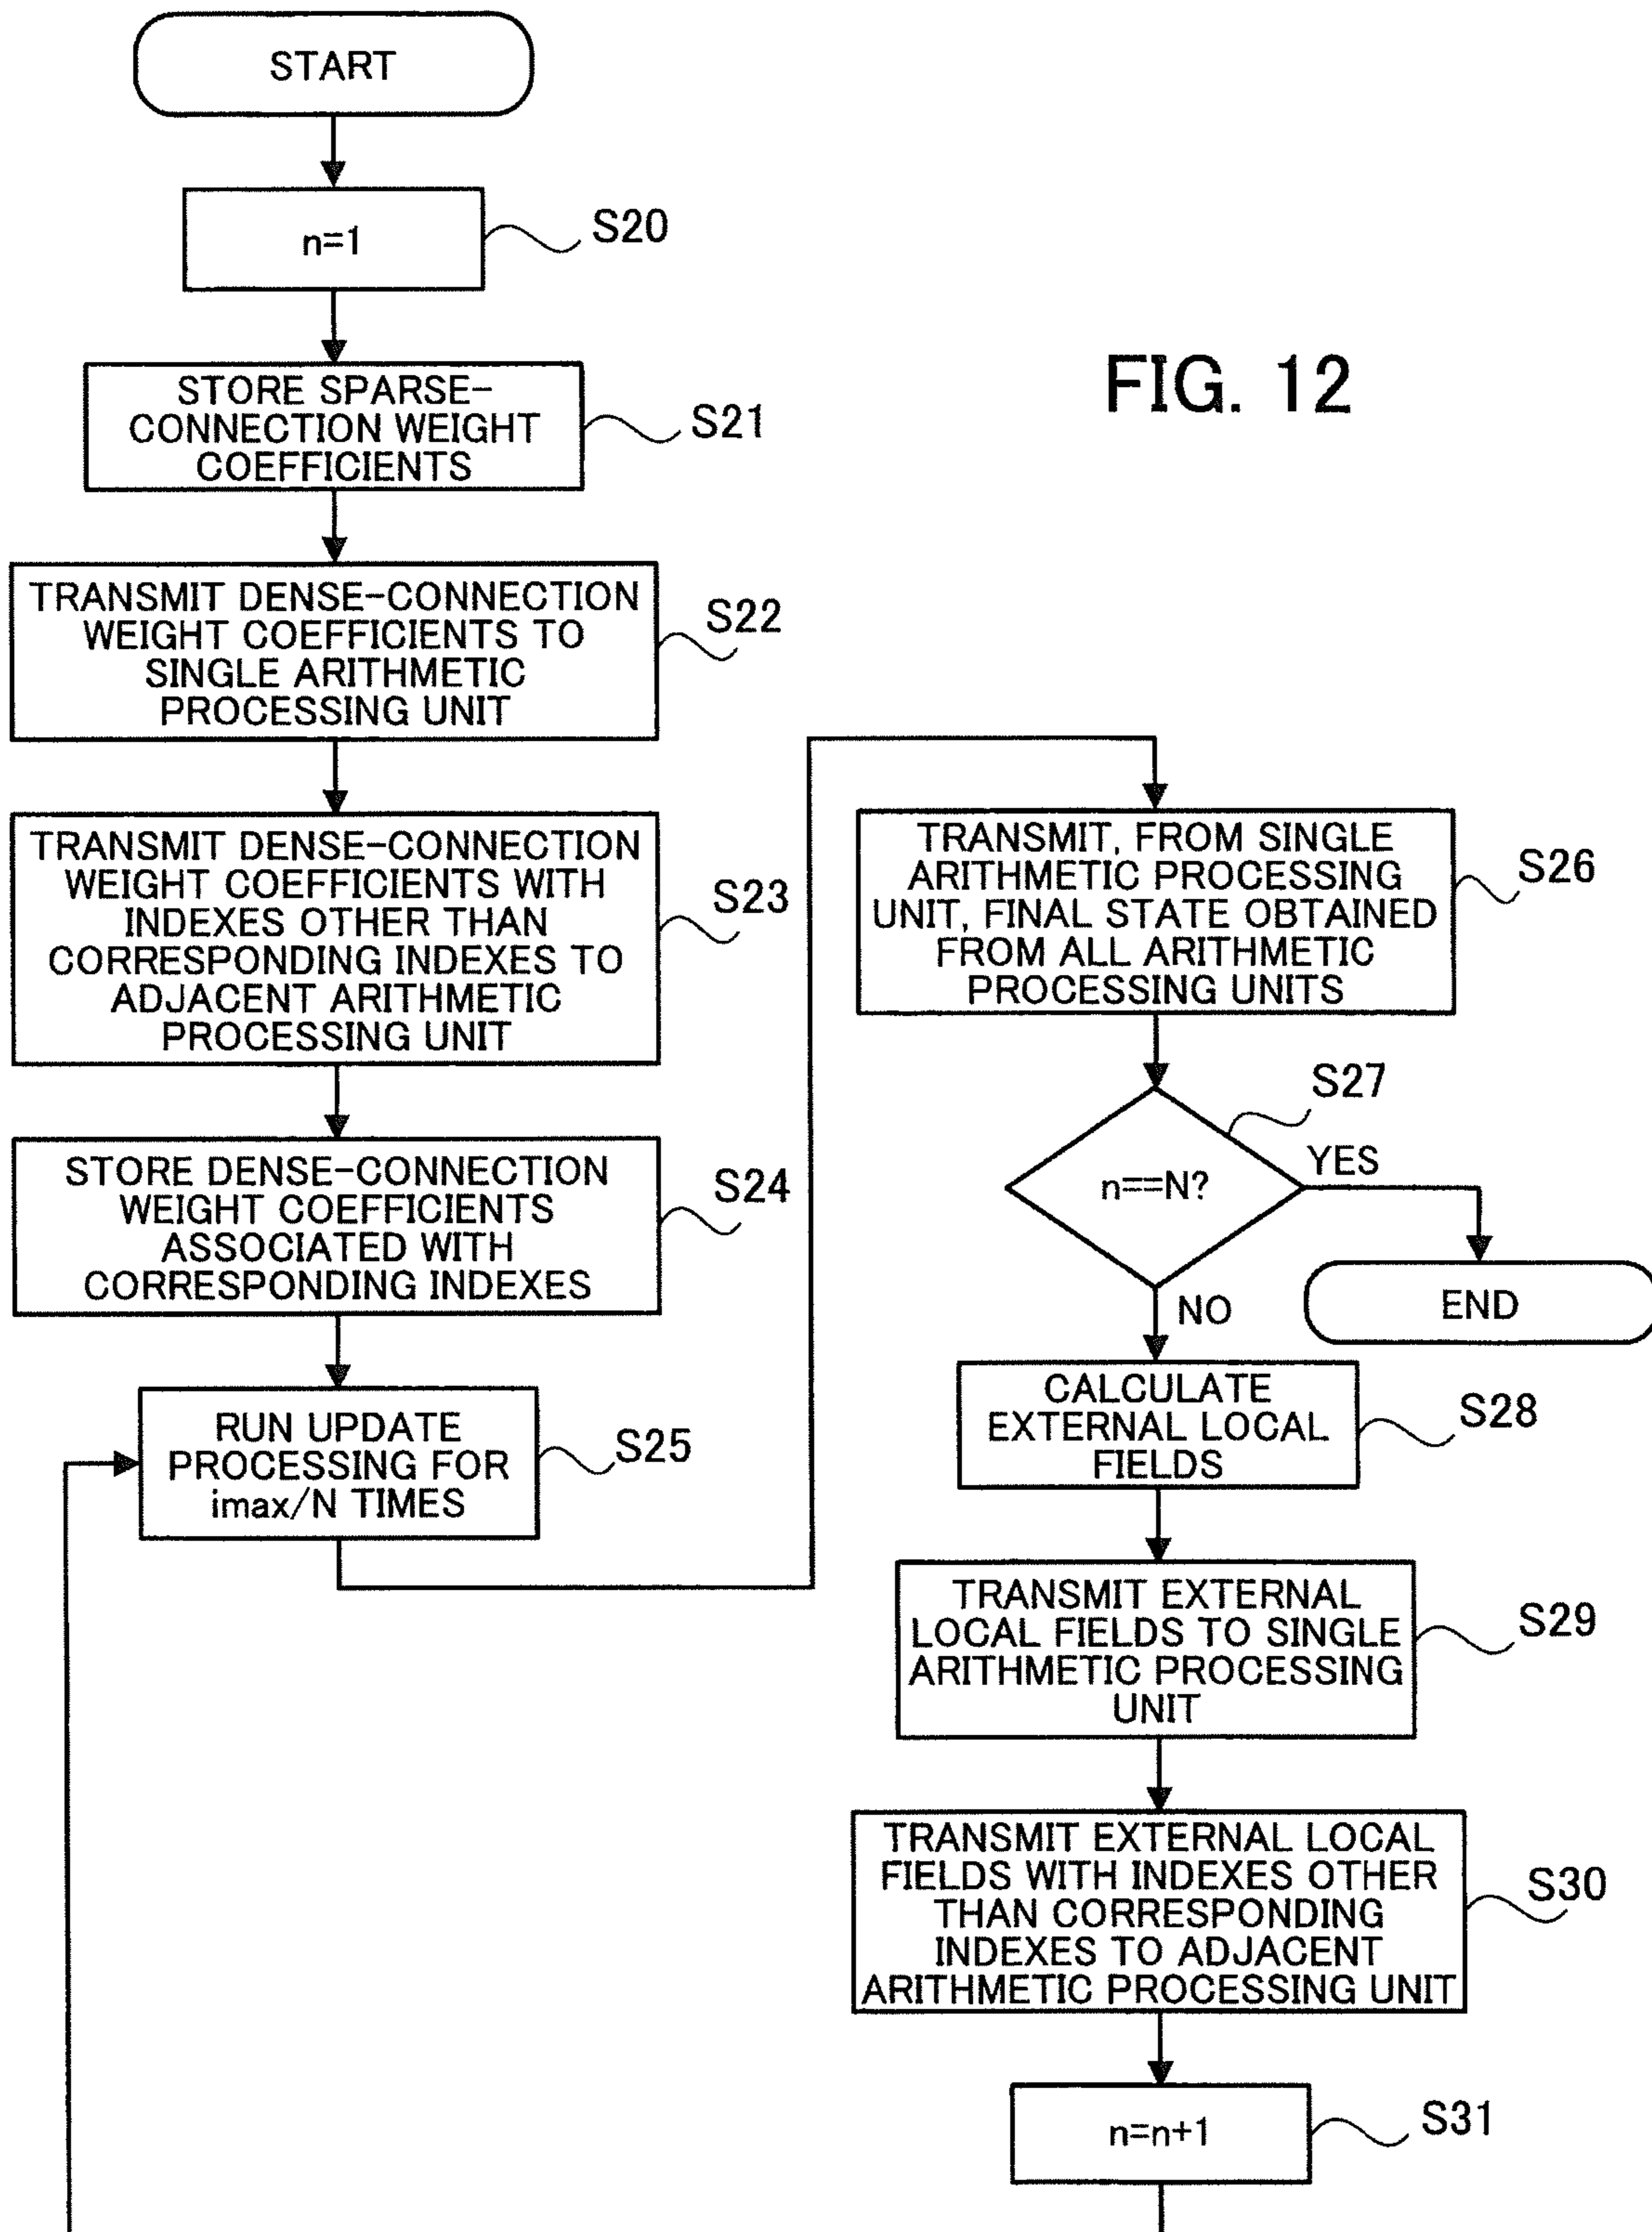 START
n=1
S20
STORE SPARSE-
CONNECTION WEIGHT
COEFFICIENTS
S21
TRANSMIT DENSE-CONNECTION
WEIGHT COEFFICIENTS TO
SINGLE ARITHMETIC
PROCESSING UNIT
S22
TRANSMIT DENSE-CONNECTION
WEIGHT COEFFICIENTS WITH
INDEXES OTHER THAN
CORRESPONDING INDEXES TO
ADJACENT ARITHMETIC
PROCESSING UNIT
S23
STORE DENSE-CONNECTION
WEIGHT COEFFICIENTS
ASSOCIATED WITH
CORRESPONDING INDEXES
S24
RUN UPDATE
PROCESSING FOR
imax/N TIMES
S25
FIG. 12
TRANSMIT, FROM SINGLE
ARITHMETIC PROCESSING
UNIT, FINAL STATE OBTAINED
FROM ALL ARITHMETIC
PROCESSING UNITS
S26
S27
n==N?
YES
END
NO
CALCULATE
EXTERNAL LOCAL
FIELDS
S28
TRANSMIT EXTERNAL
LOCAL FIELDS TO SINGLE
ARITHMETIC PROCESSING
UNIT
S29
TRANSMIT EXTERNAL LOCAL
FIELDS WITH INDEXES OTHER
THAN CORRESPONDING
INDEXES TO ADJACENT
ARITHMETIC PROCESSING UNIT
S30
n=n+1
S31